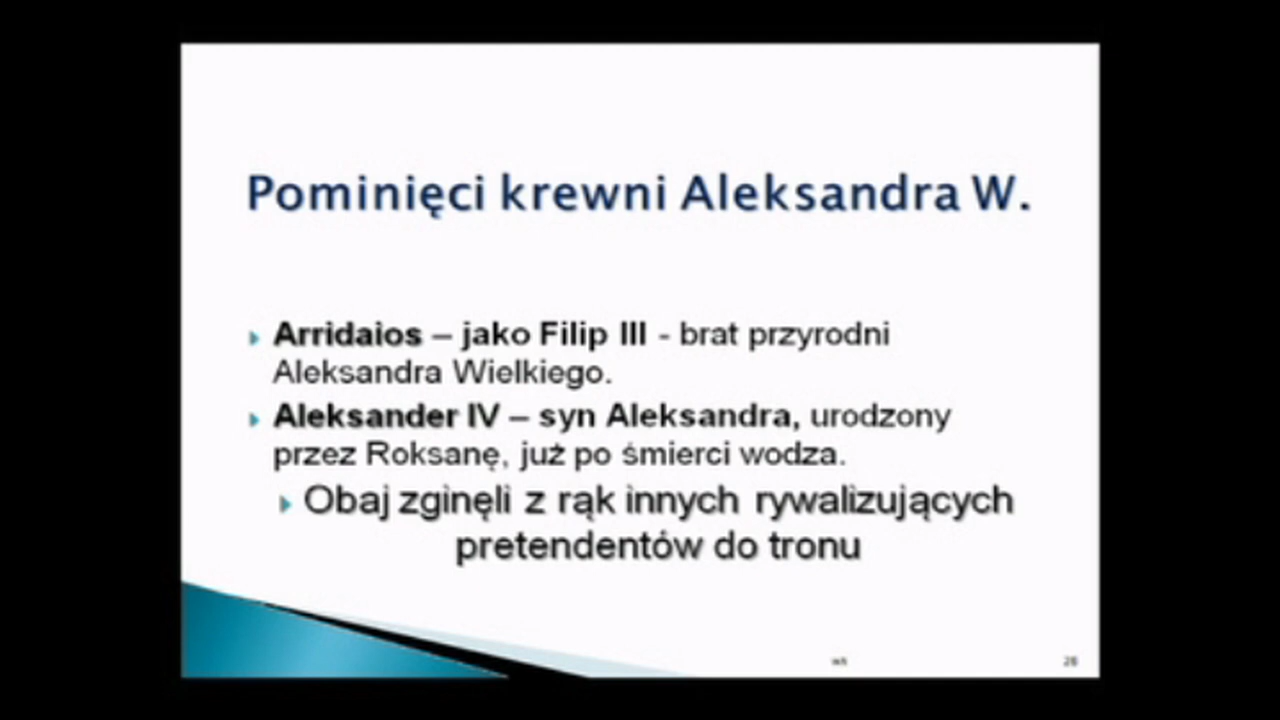 Pominięci krewni Aleksandra W.
Arridaios – jako Filip III - brat przyrodni
Aleksandra Wielkiego.
Aleksander IV – syn Aleksandra, urodzony
przez Roksanę, już po śmierci wodza.
Obaj zginęli z rąk innych rywalizujących
pretendentów do tronu
28